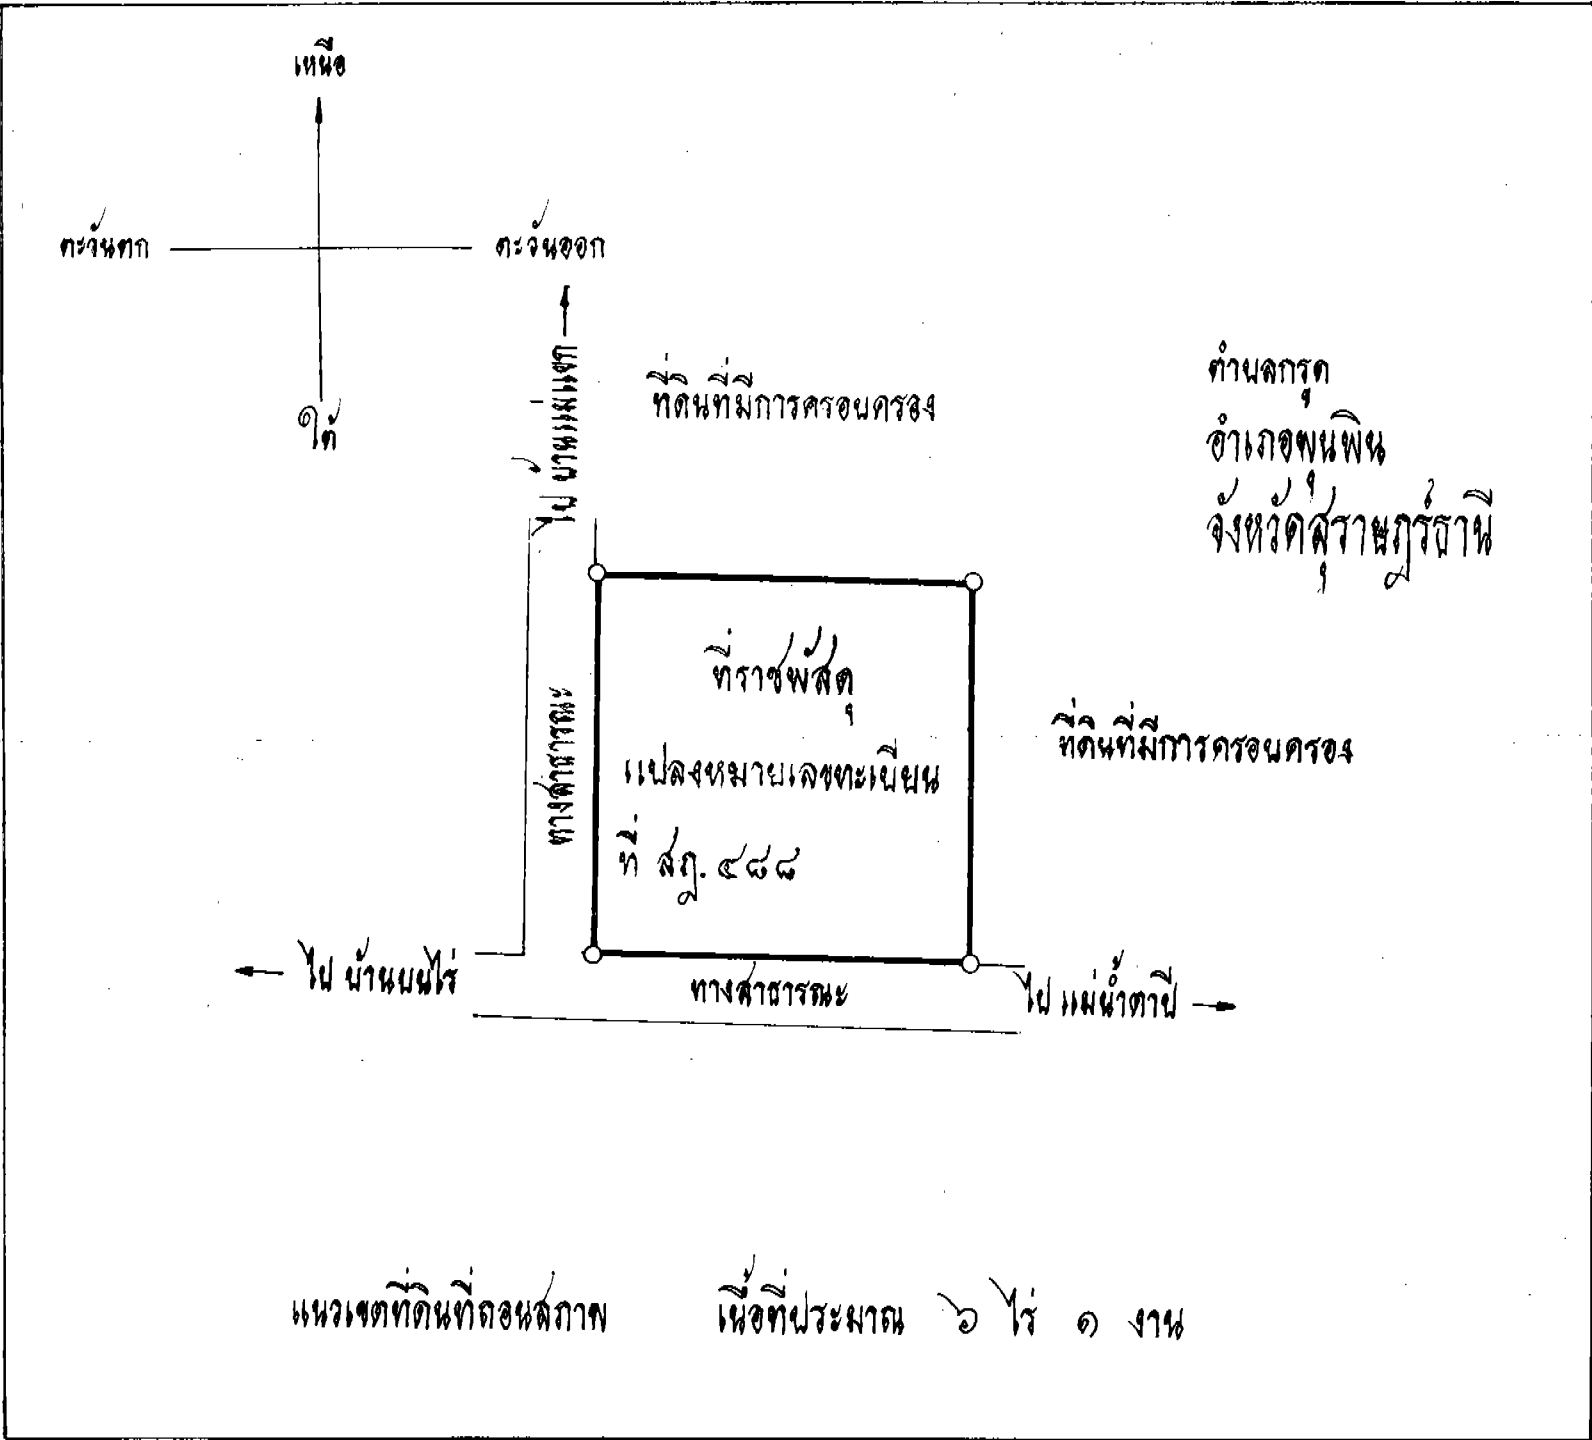 เหนือ
ตะวันตก
ตะวันออก
ใต้
ไป บ้านแม่แขก
ที่ดินที่มีการครอบครอง
ตำบลกรูด
อำเภอพุนพิน
จังหวัดสุราษฎร์ธานี
ที่ราชพัสดุ
แปลงหมายเลขทะเบียน
ที่ สฎ. ๔๘๘
ทางสาธารณะ
ที่ดินที่มีการครอบครอง
ไป บ้านบนไร่
ทางสาธารณะ
ไป แม่น้ำตาปี
แนวเขตที่ดินที่ถอนสภาพ เนื้อที่ประมาณ ๖ ไร่ ๑ งาน